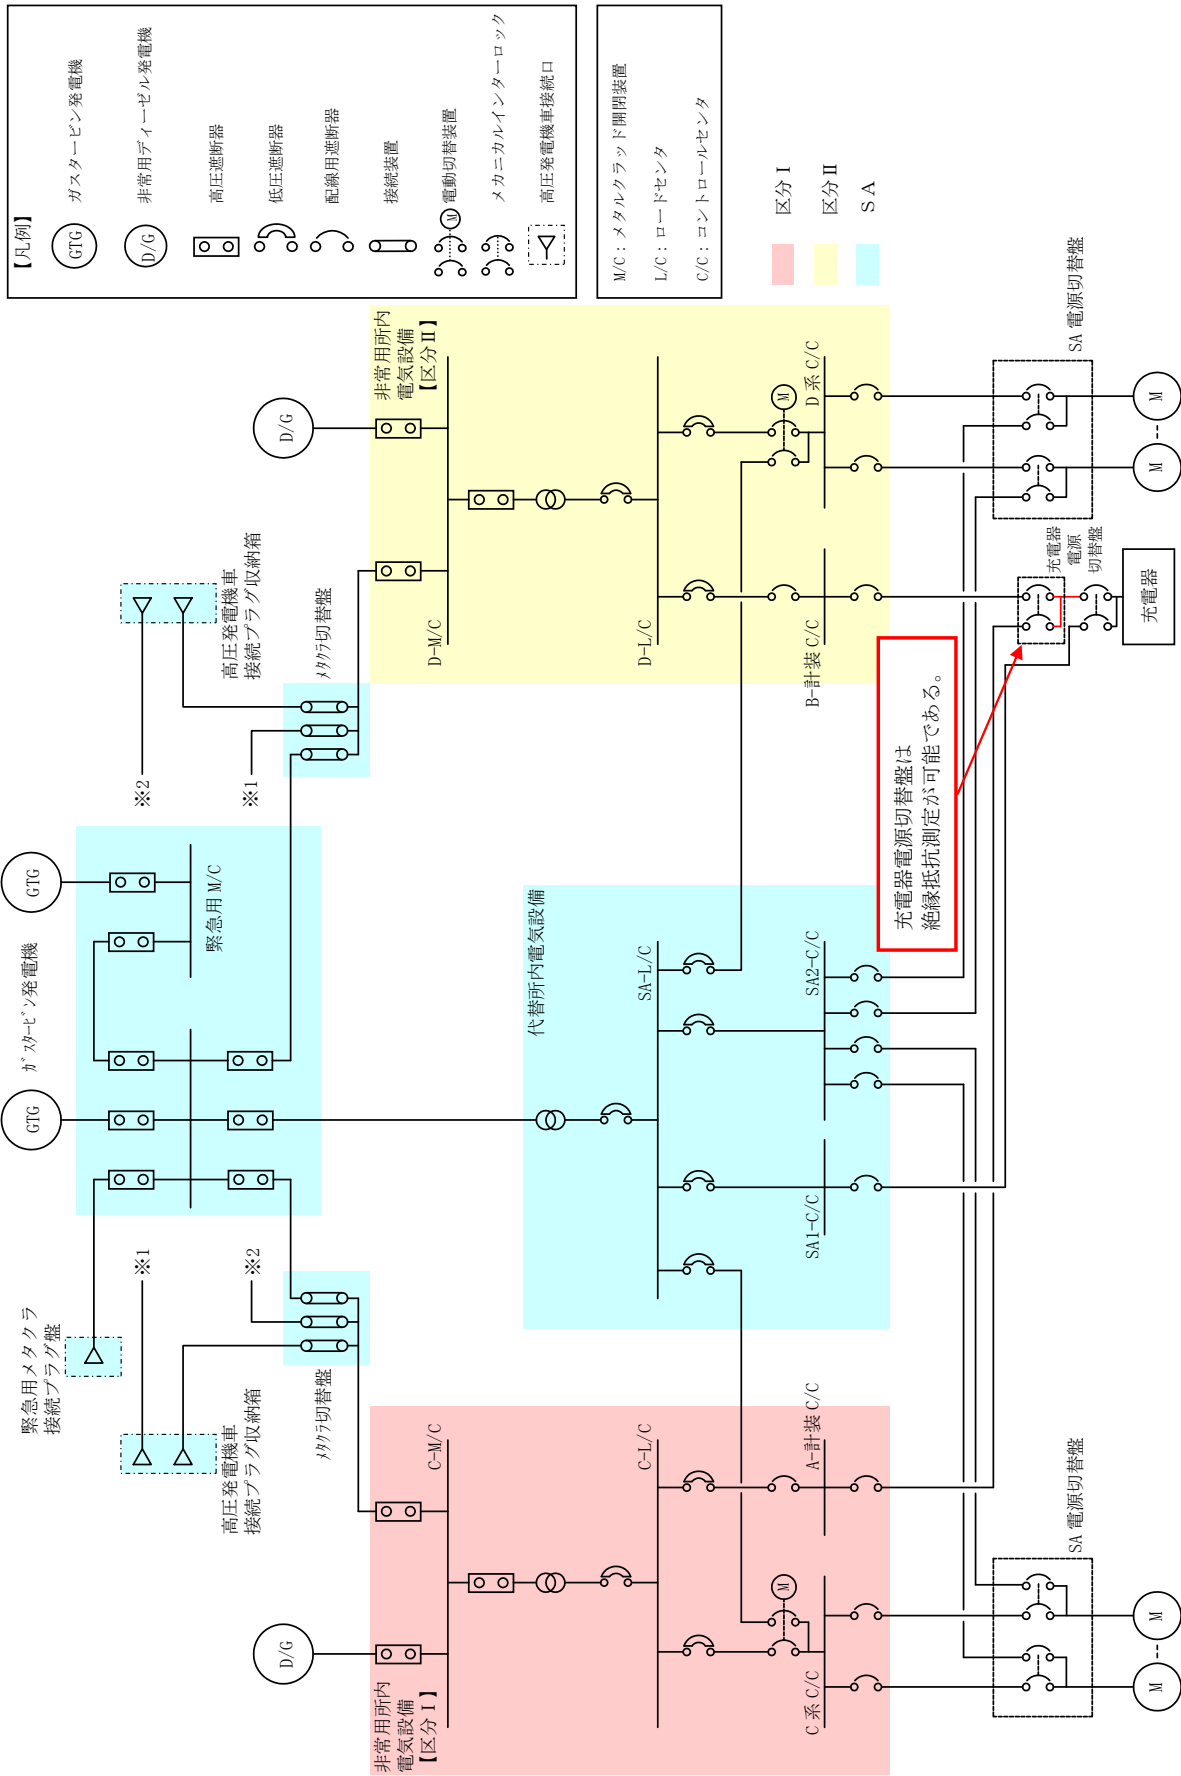 【凡例】
GTG ガスタービン発電機
D/G 非常用ディーゼル発電機
高圧遮断器
低圧遮断器
配線用遮断器
接続装置
M 電動切替装置
メカニカルインターロック
高圧発電機車接続口
M/C：メタルクラッド開閉装置
L/C：ロードセンタ
C/C：コントロールセンタ
区分Ⅰ
区分Ⅱ
ＳＡ
GTG
ｶﾞｽﾀｰﾋﾞﾝ発電機
GTG
緊急用 M/C
緊急用メタクラ
接続プラグ盤
※1
※2
高圧発電機車
接続プラグ収納箱
ﾒﾀｸﾗ切替盤
※2
※1
高圧発電機車
接続プラグ収納箱
ﾒﾀｸﾗ切替盤
D/G
非常用所内
電気設備
【区分Ⅰ】
C-M/C
C-L/C
M
C 系 C/C
A-計装 C/C
代替所内電気設備
SA-L/C
SA1-C/C
SA2-C/C
D/G
非常用所内
電気設備
【区分Ⅱ】
D-M/C
D-L/C
M
B-計装 C/C
D 系 C/C
充電器電源切替盤は
絶縁抵抗測定が可能である。
SA 電源切替盤
M
M
充電器
電源
切替盤
充電器
SA 電源切替盤
M
M